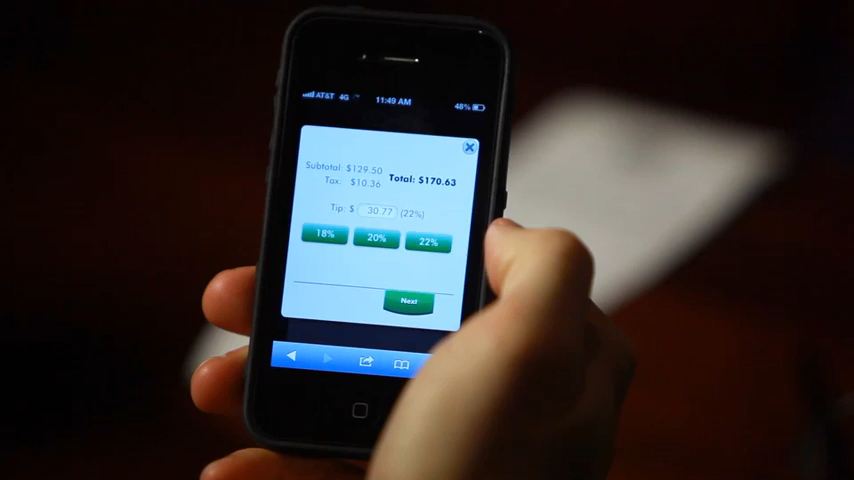 AT&T 4G 11:49 AM 48%
Subtotal $129.50
Tax: $10.36
Total: $170.63
Tip: $ 30.77 (22%)
18% 20% 22%
Next